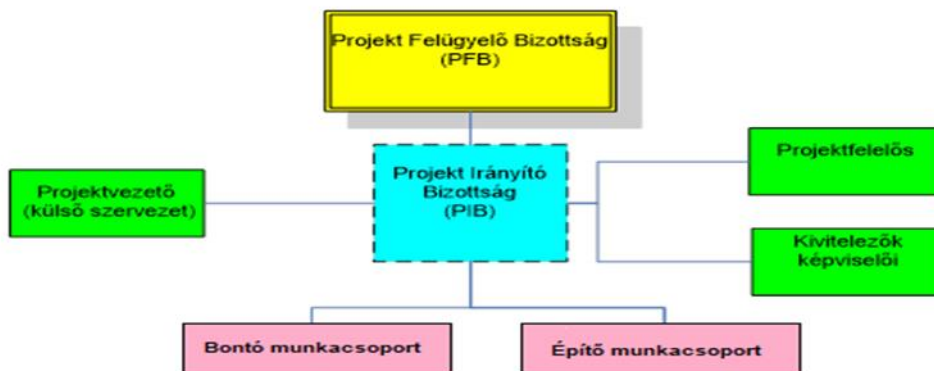 Projekt Felügyelő Bizottság
(PFB)
Projekt Irányító
Bizottság
(PIB)
Projektvezető
(külső szervezet)
Projektfelelős
Kivitelezők
képviselői
Bontó munkacsoport
Építő munkacsoport